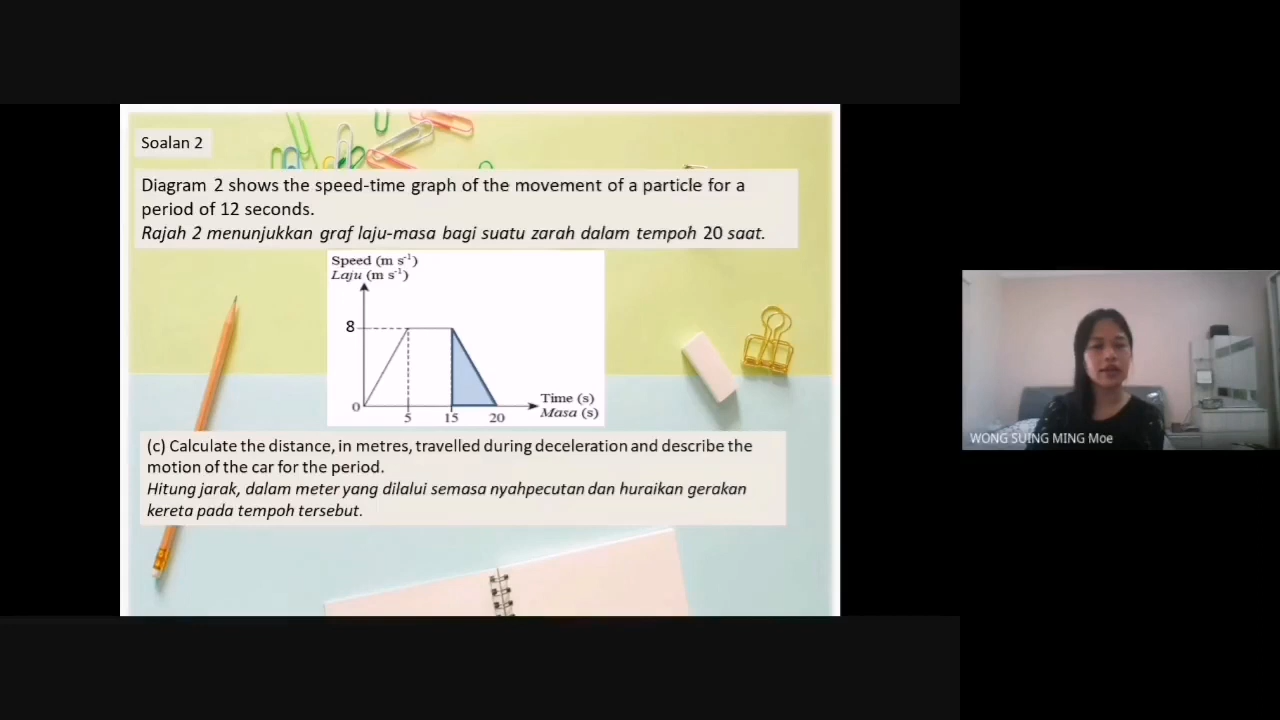 Soalan 2
Diagram 2 shows the speed-time graph of the movement of a particle for a
period of 12 seconds.
Rajah 2 menunjukkan graf laju-masa bagi suatu zarah dalam tempoh 20 saat.
Speed (m s⁻¹)
Laju (m s⁻¹)
8
0
5
15
20
Time (s)
Masa (s)
(c) Calculate the distance, in metres, travelled during deceleration and describe the
motion of the car for the period.
Hitung jarak, dalam meter yang dilalui semasa nyahpecutan dan huraikan gerakan
kereta pada tempoh tersebut.
WONG SUING MING Moe